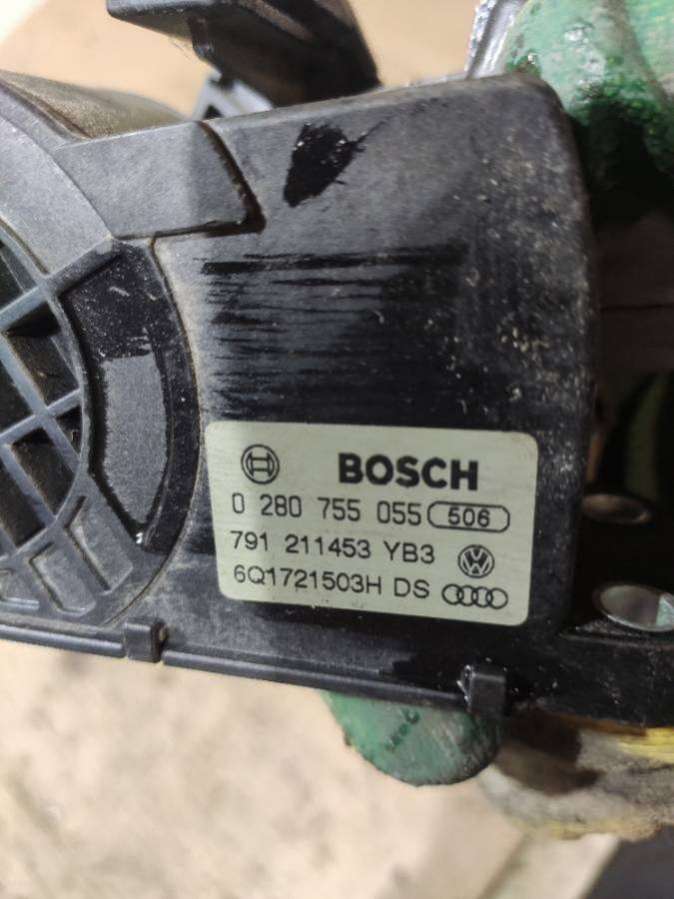 BOSCH
0 280 755 055 506
791 211453 YB3
6Q1721503H DS